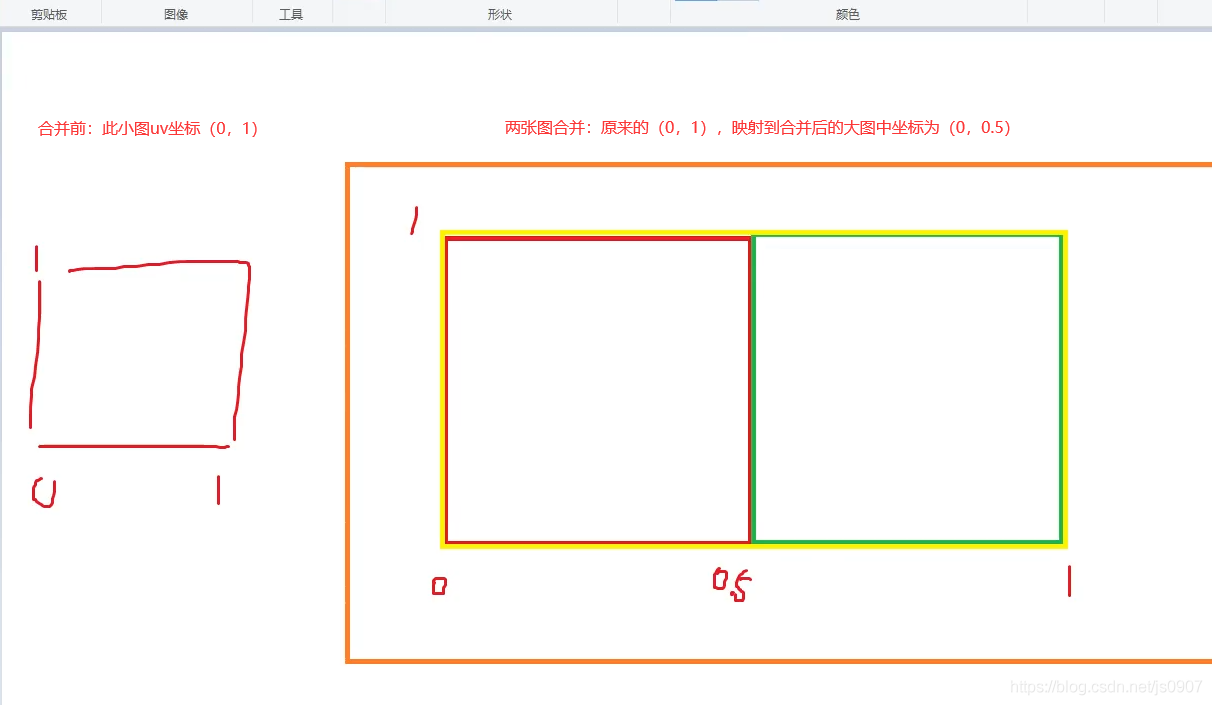 剪贴板 图像 工具 形状 颜色
合并前：此小图uv坐标（0，1） 两张图合并：原来的（0，1），映射到合并后的大图中坐标为（0，0.5）
1
1
0 1
0 0.5 1
https://blog.csdn.net/js0907